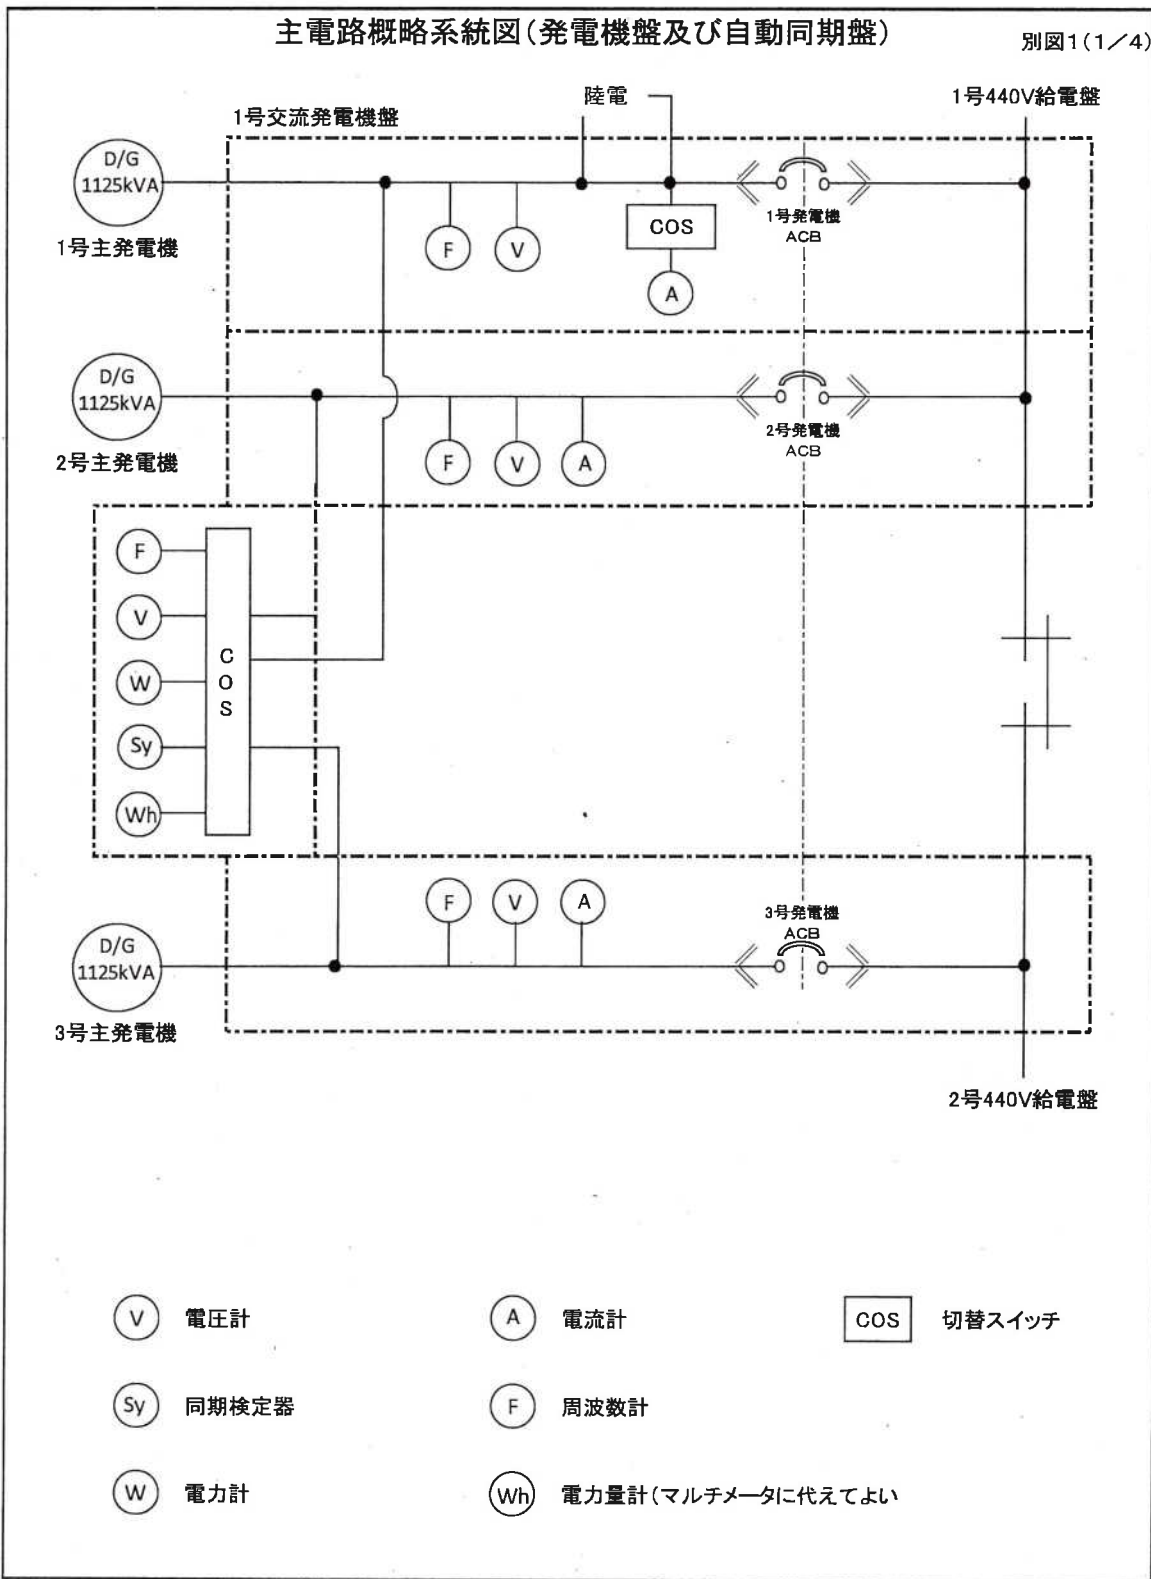 主電路概略系統図(発電機盤及び自動同期盤)
別図1(1/4)
陸電
1号440V給電盤
1号交流発電機盤
D/G
1125kVA
1号主発電機
F
V
COS
A
1号発電機
ACB
D/G
1125kVA
2号主発電機
F
V
A
2号発電機
ACB
F
V
W
Sy
Wh
COS
F
V
A
3号発電機
ACB
D/G
1125kVA
3号主発電機
2号440V給電盤
V 電圧計
A 電流計
COS 切替スイッチ
Sy 同期検定器
F 周波数計
W 電力計
Wh 電力量計(マルチメータに代えてよい